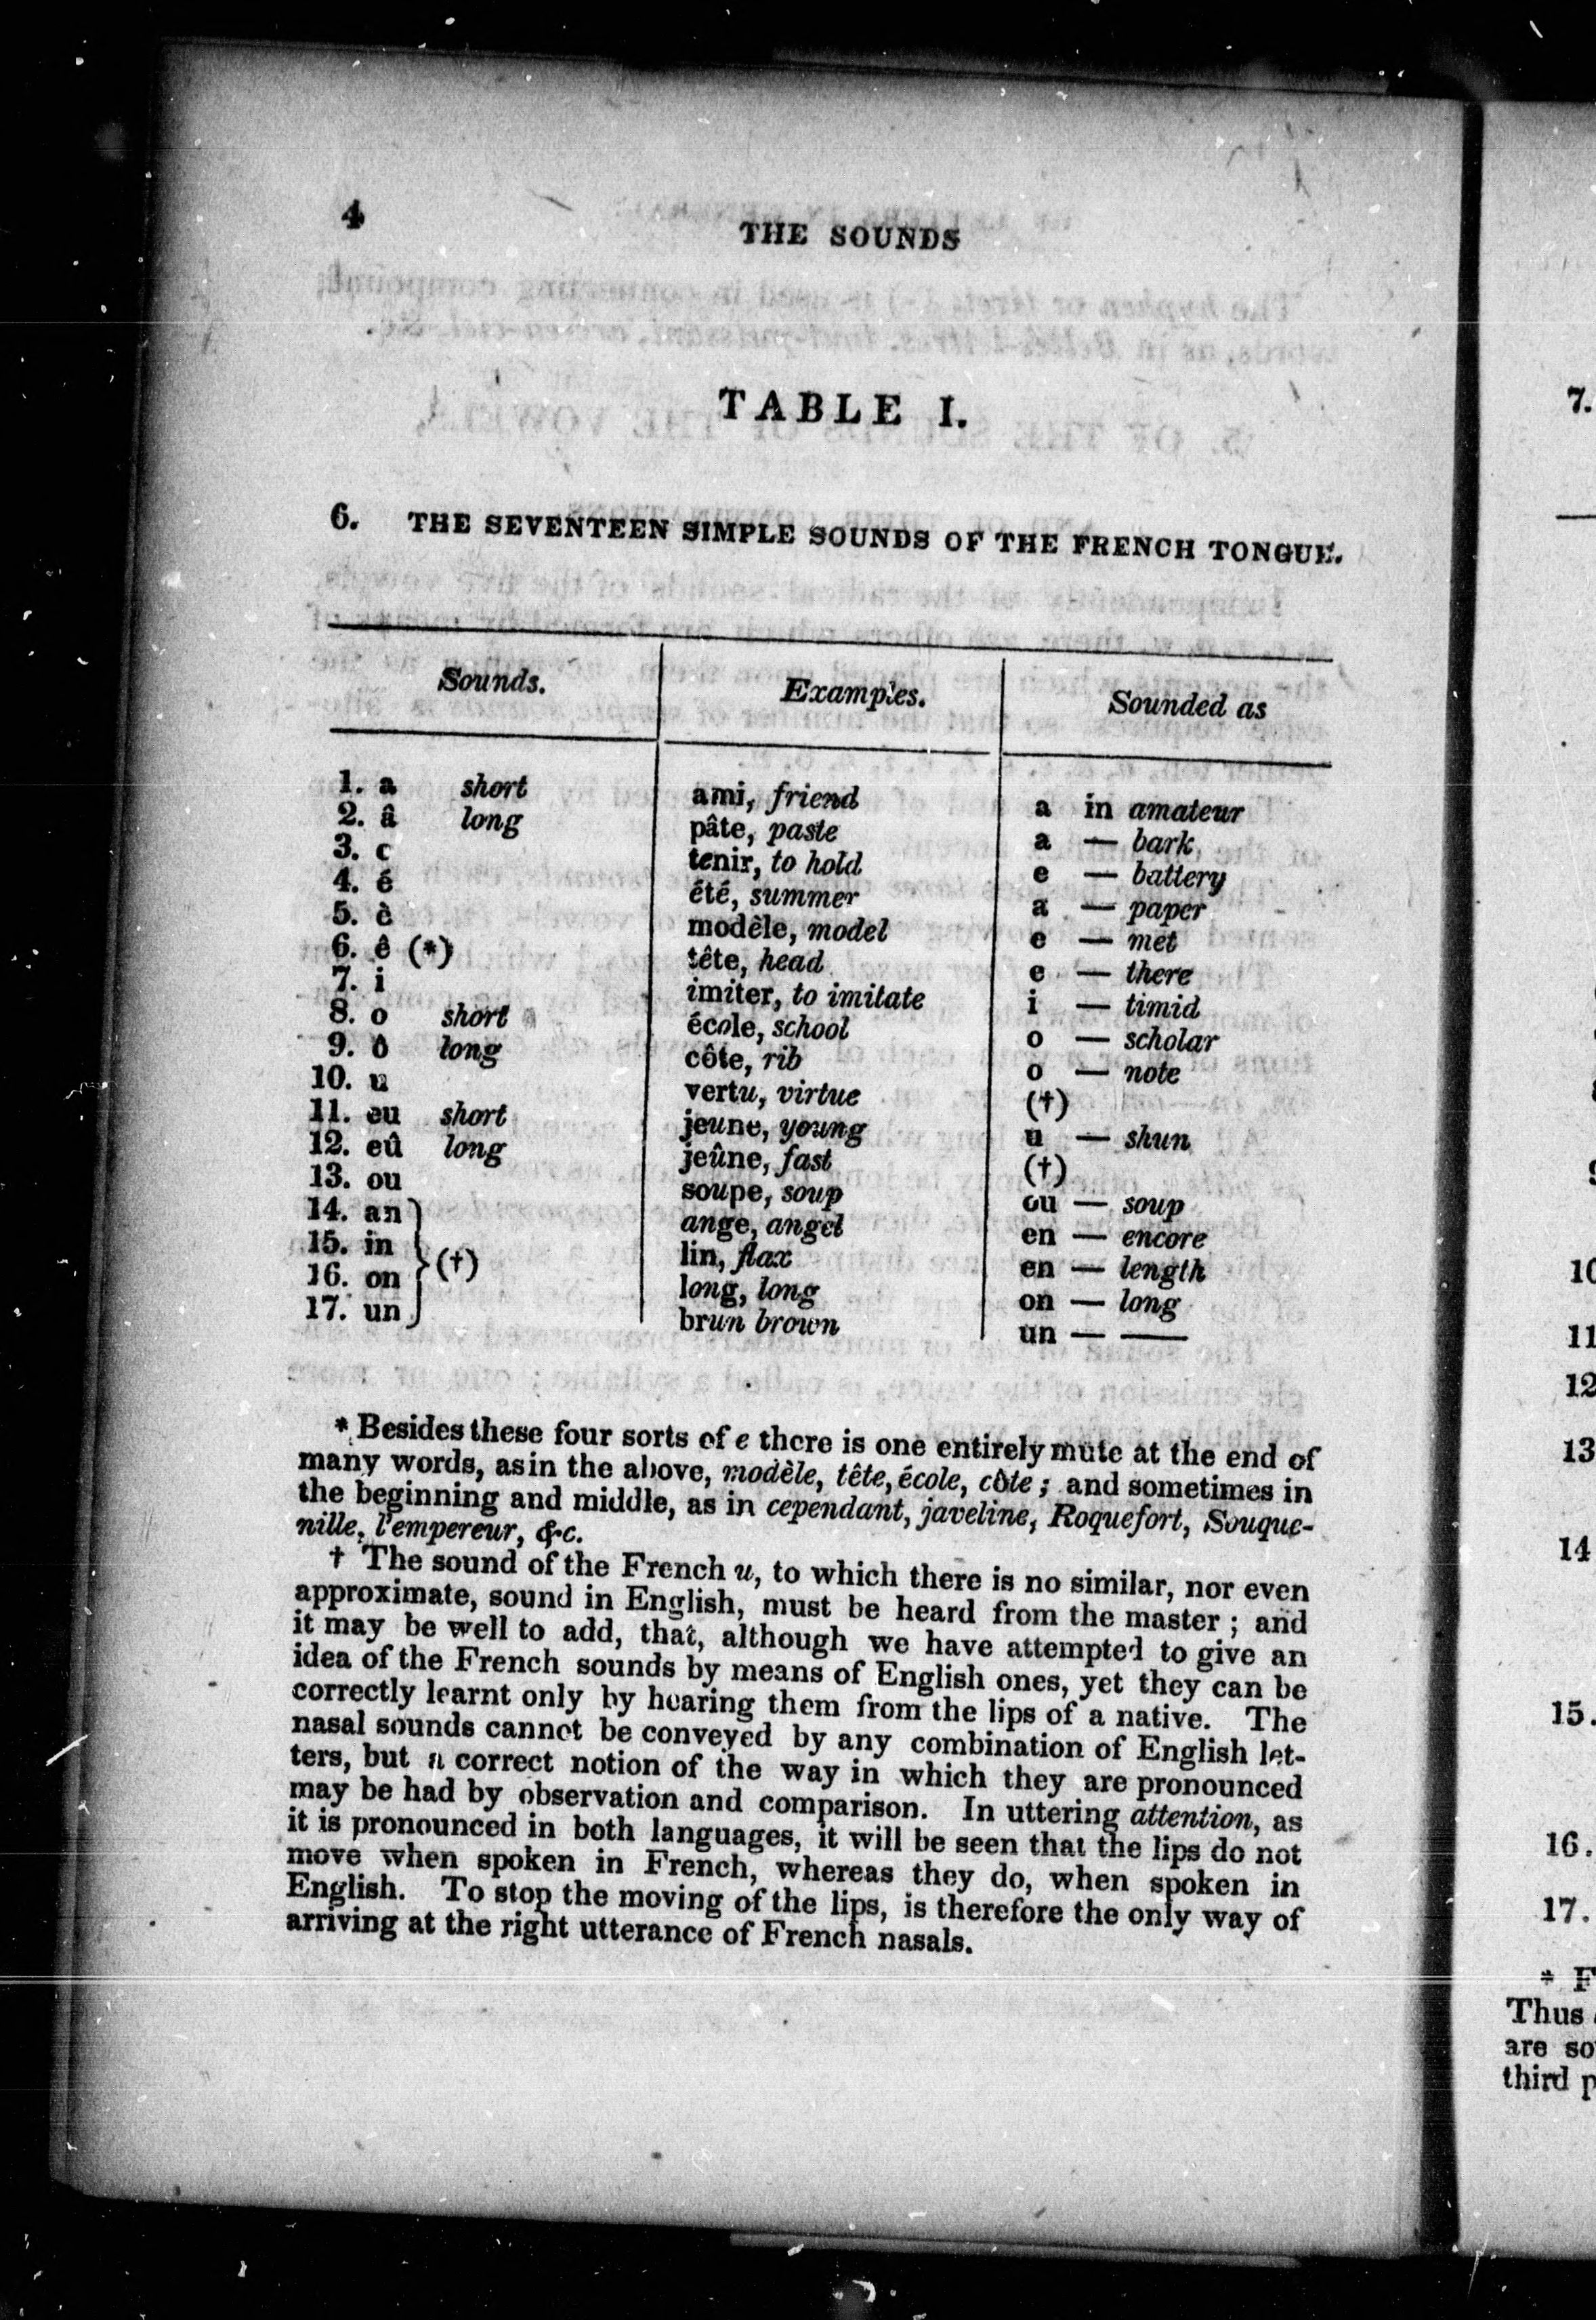 4
THE SOUNDS
TABLE I.
6. THE SEVENTEEN SIMPLE SOUNDS OF THE FRENCH TONGUE.
Sounds. Examples. Sounded as
1. a short ami, friend a in amateur
2. â long pâte, paste a — bark
3. e tenir, to hold e — battery
4. é été, summer a — paper
5. è modèle, model e — met
6. ê (*) tête, head e — there
7. i imiter, to imitate i — timid
8. o short école, school o — scholar
9. ô long côte, rib o — note
10. u vertu, virtue (†)
11. eu short jeune, young u — shun
12. eû long jeûne, fast (†)
13. ou soupe, soup ou — soup
14. an ange, angel en — encore
15. in (†) lin, flax en — length
16. on long, long on — long
17. un brun brown un — —
* Besides these four sorts of e there is one entirely mute at the end of
many words, as in the above, modèle, tête, école, côte; and sometimes in
the beginning and middle, as in cependant, javeline, Roquefort, Souque-
nille, l'empereur, &c.
† The sound of the French u, to which there is no similar, nor even
approximate, sound in English, must be heard from the master; and
it may be well to add, that, although we have attempted to give an
idea of the French sounds by means of English ones, yet they can be
correctly learnt only by hearing them from the lips of a native. The
nasal sounds cannot be conveyed by any combination of English let-
ters, but a correct notion of the way in which they are pronounced
may be had by observation and comparison. In uttering attention, as
it is pronounced in both languages, it will be seen that the lips do not
move when spoken in French, whereas they do, when spoken in
English. To stop the moving of the lips, is therefore the only way of
arriving at the right utterance of French nasals.
7.
11
12
13
14
15.
16.
17.
* F
Thus
are so
third p